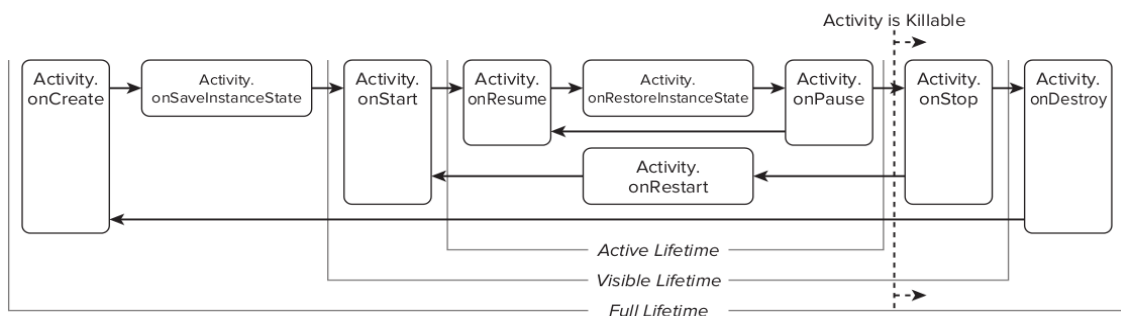 Activity is Killable
Activity.
onCreate
Activity.
onSaveInstanceState
Activity.
onStart
Activity.
onResume
Activity.
onRestoreInstanceState
Activity.
onPause
Activity.
onStop
Activity.
onDestroy
Activity.
onRestart
Active Lifetime
Visible Lifetime
Full Lifetime